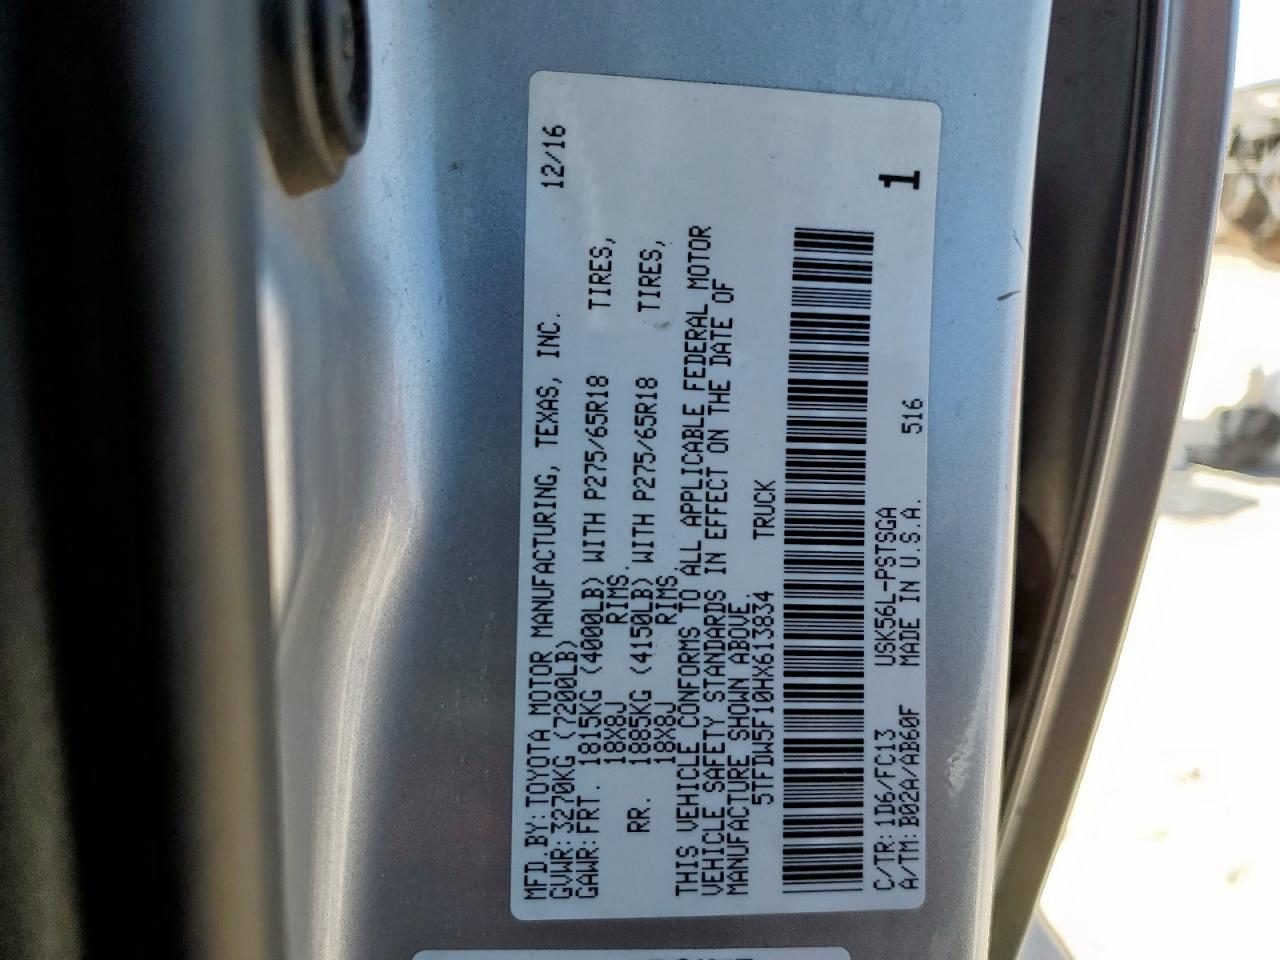 MFD.BY:TOYOTA MOTOR MANUFACTURING, TEXAS, INC. 12/16
GVWR:3270KG (7200LB)
GAWR:FRT. 1815KG (4000LB) WITH P275/65R18 TIRES,
18X8J RIMS.
RR. 1885KG (4150LB) WITH P275/65R18 TIRES,
18X8J RIMS.
THIS VEHICLE CONFORMS TO ALL APPLICABLE FEDERAL MOTOR
VEHICLE SAFETY STANDARDS IN EFFECT ON THE DATE OF
MANUFACTURE SHOWN ABOVE.
5TFDW5F10HX613834 TRUCK
1
C/TR:1D6/FC13 USK56L-PSTSGA
A/TM:B02A/AB60F MADE IN U.S.A. 516